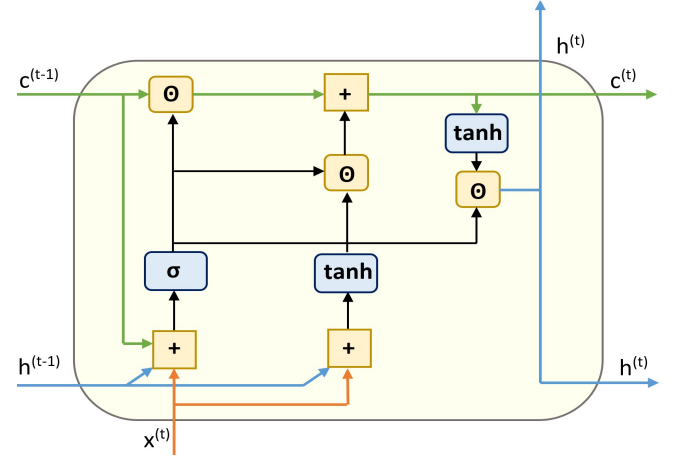 h⁽ᵗ⁾
c⁽ᵗ⁻¹⁾
c⁽ᵗ⁾
ʘ
+
tanh
ʘ
ʘ
σ
tanh
+
+
h⁽ᵗ⁻¹⁾
h⁽ᵗ⁾
x⁽ᵗ⁾